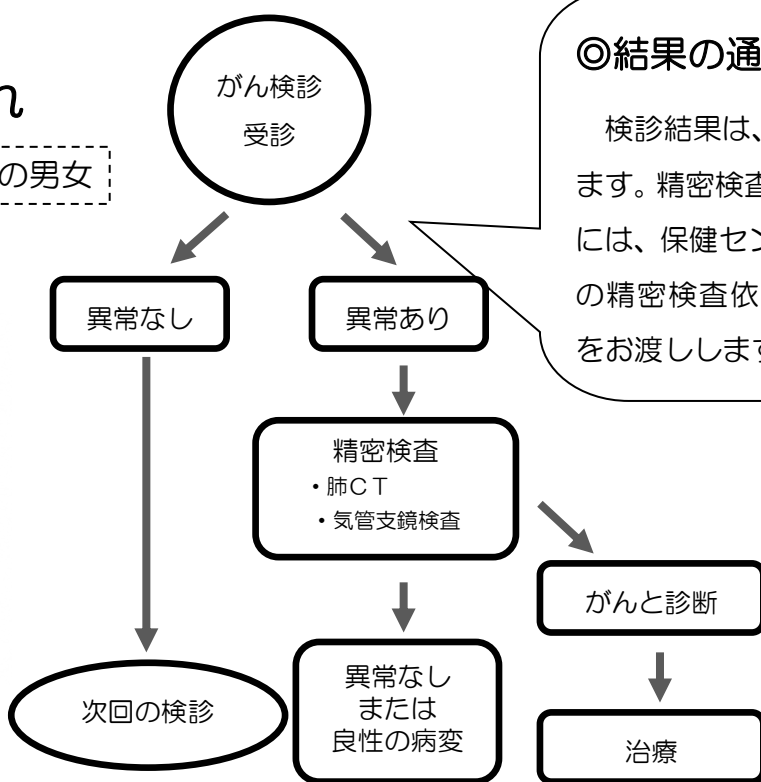 れ
の男女
がん検診
受診
◎結果の通
検診結果は、
ます。精密検査
には、保健セン
の精密検査依
をお渡しします
異常なし
異常あり
精密検査
・肺ＣＴ
・気管支鏡検査
がんと診断
次回の検診
異常なし
または
良性の病変
治療